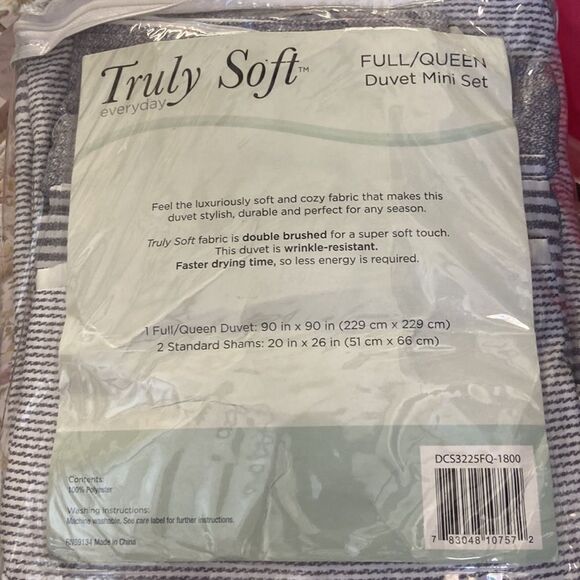 Truly Soft™
everyday
FULL/QUEEN
Duvet Mini Set
Feel the luxuriously soft and cozy fabric that makes this
duvet stylish, durable and perfect for any season.
Truly Soft fabric is double brushed for a super soft touch.
This duvet is wrinkle-resistant.
Faster drying time, so less energy is required.
1 Full/Queen Duvet: 90 in x 90 in (229 cm x 229 cm)
2 Standard Shams: 20 in x 26 in (51 cm x 66 cm)
Contents:
100% Polyester
Washing Instructions:
Machine washable. See care label for further instructions.
RN99134 Made in China
DCS3225FQ-1800
7 83048 10757 2